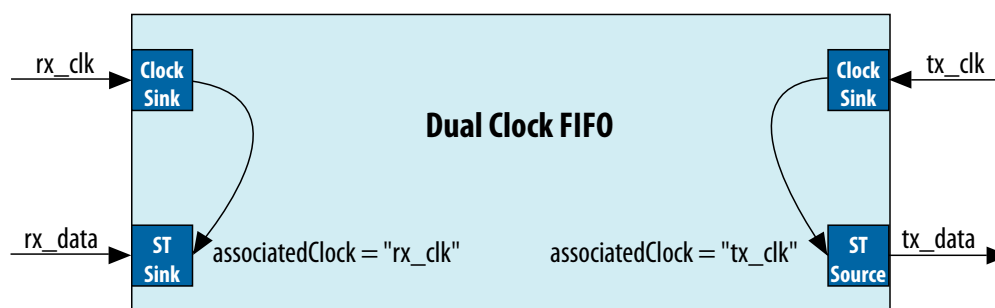 rx_clk
Clock
Sink
Clock
Sink
tx_clk
Dual Clock FIFO
rx_data
ST
Sink
associatedClock = "rx_clk"
associatedClock = "tx_clk"
ST
Source
tx_data